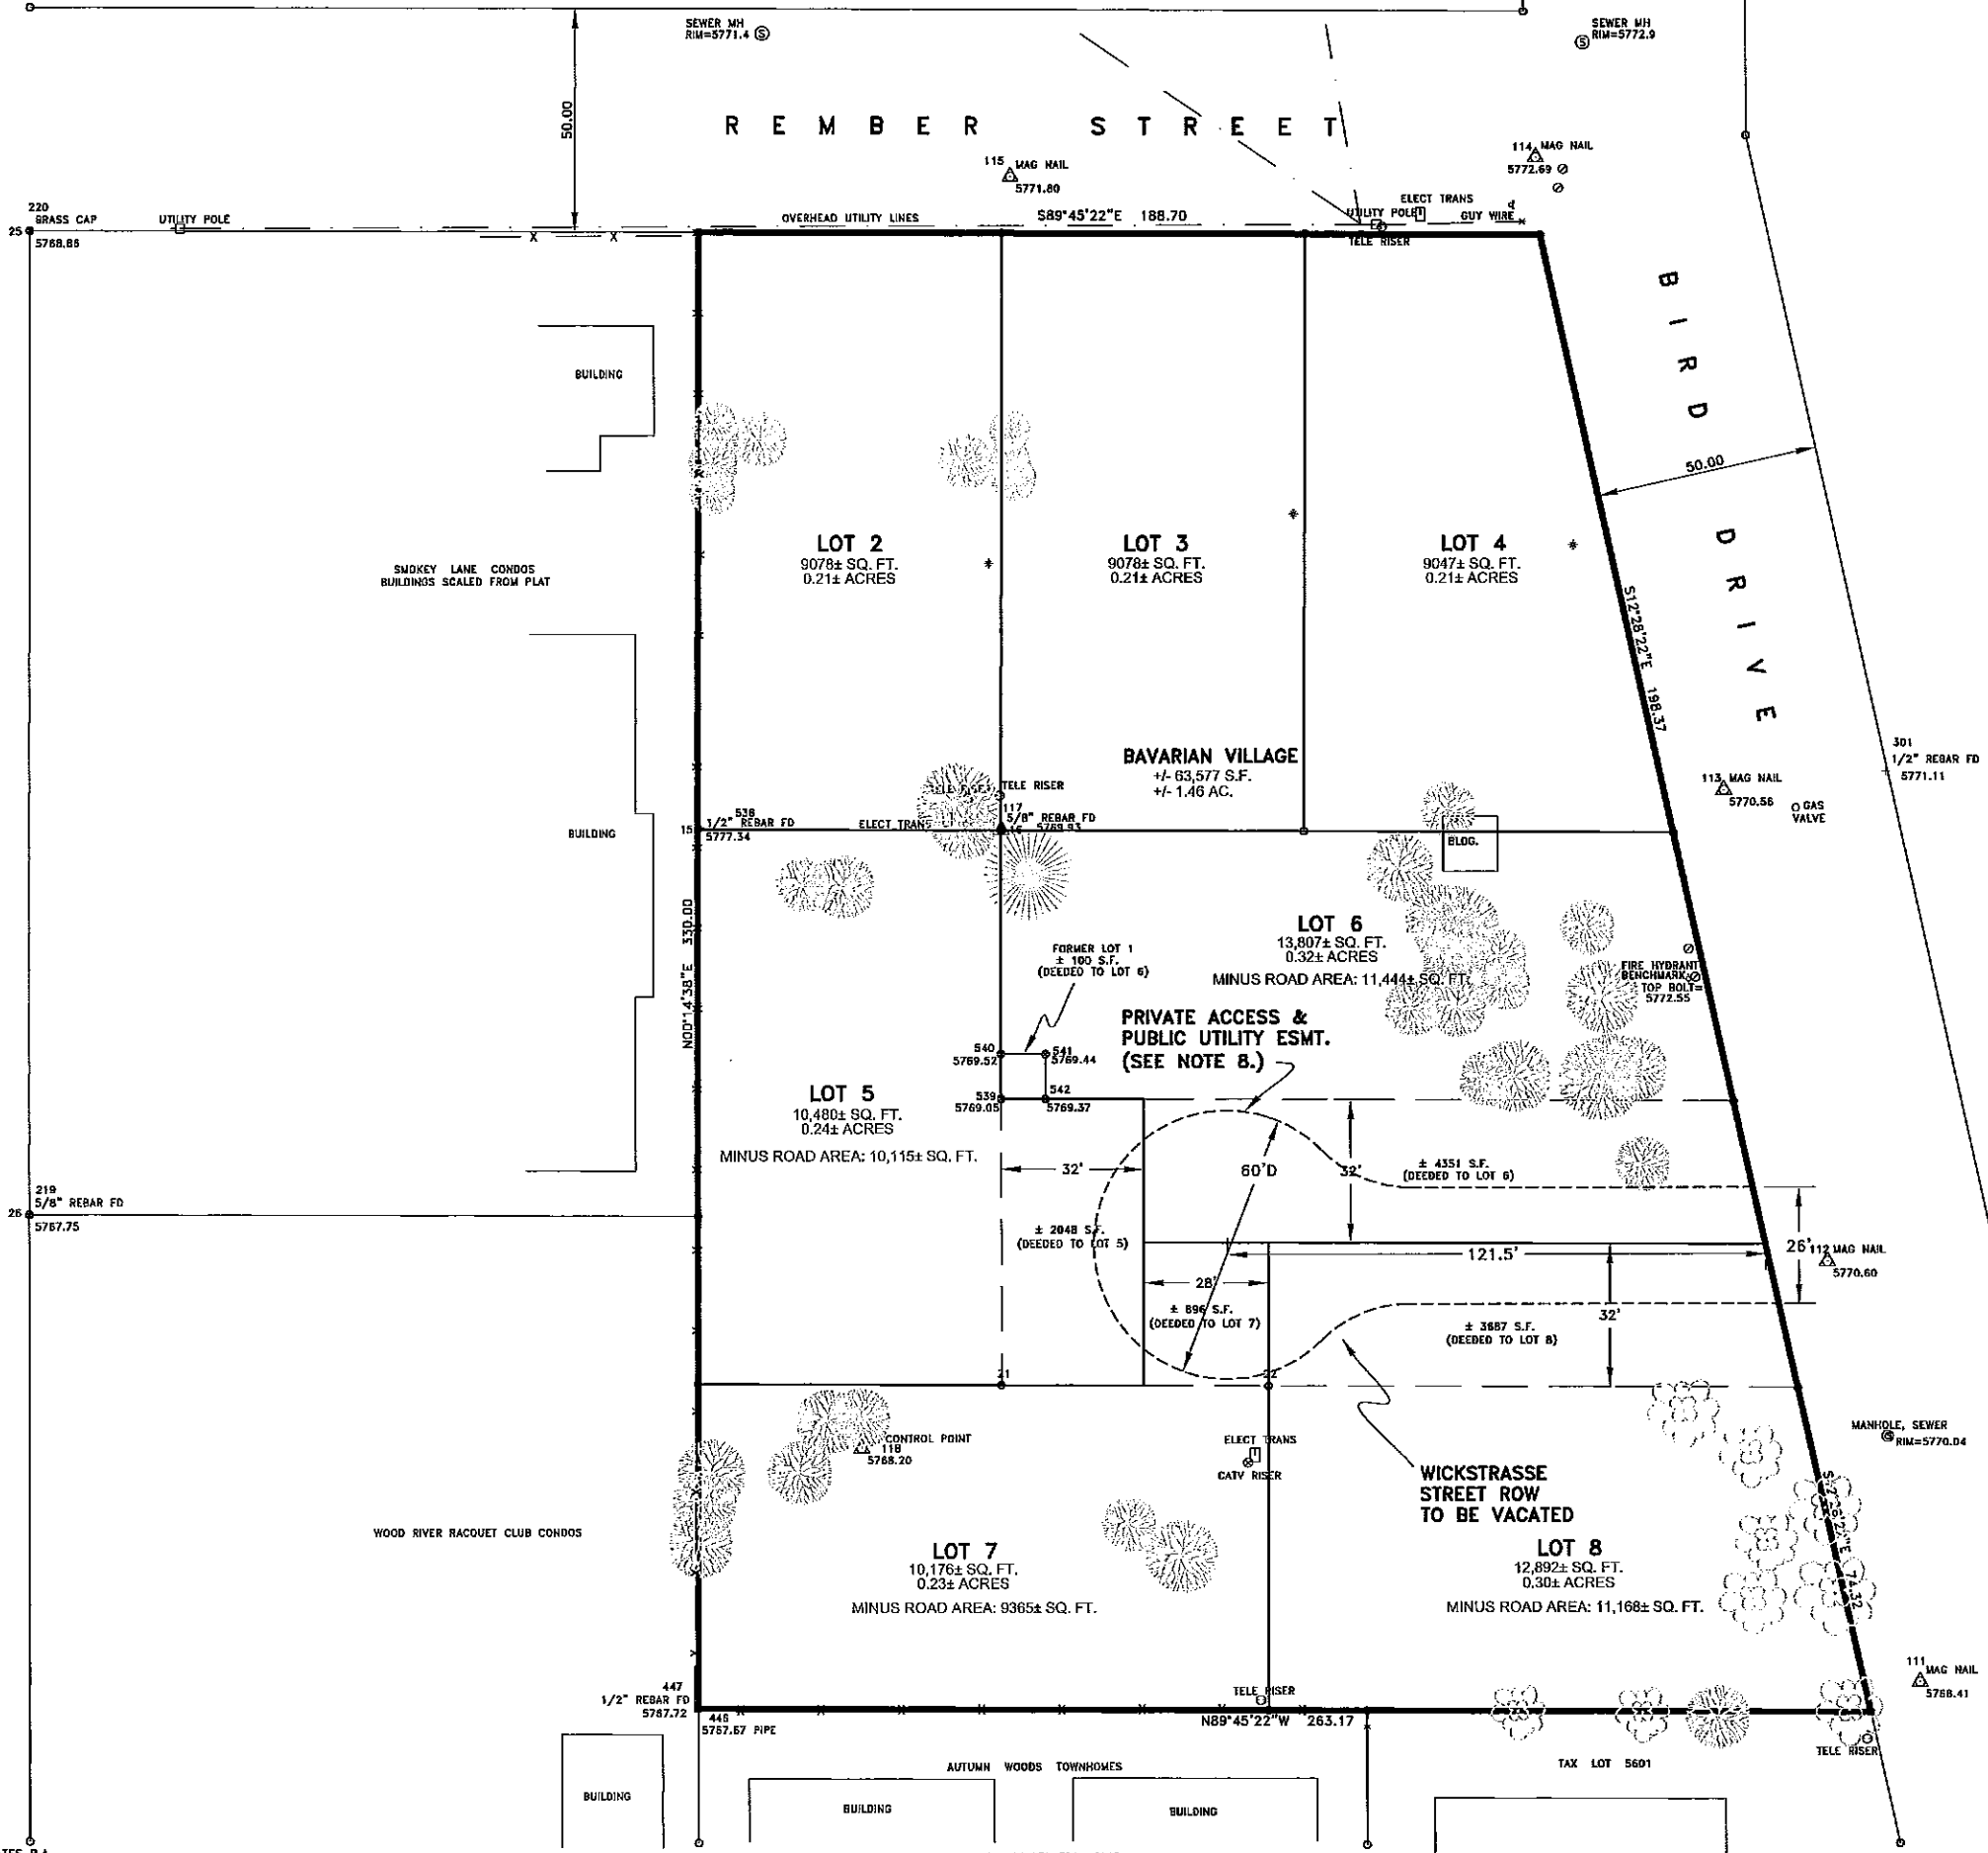 SEWER MH
RIM=5771.4 S
SEWER MH
S RIM=5772.9
50.00
REMBER STREET
115 MAG NAIL
5771.80
114 MAG NAIL
5772.69
220
BRASS CAP
25
5768.86
UTILITY POLE
OVERHEAD UTILITY LINES
S89°45'22"E 188.70
UTILITY POLE
ELECT TRANS
GUY WIRE
TELE RISER
BIRD DRIVE
50.00
BUILDING
SMOKEY LANE CONDOS
BUILDINGS SCALED FROM PLAT
LOT 2
9078± SQ. FT.
0.21± ACRES
LOT 3
9078± SQ. FT.
0.21± ACRES
LOT 4
9047± SQ. FT.
0.21± ACRES
S12°28'22"E 198.37
BAVARIAN VILLAGE
+/- 63,577 S.F.
+/- 1.46 AC.
301
1/2" REBAR FD
5771.11
113 MAG NAIL
5770.56
GAS
VALVE
TELE RISER
117
5/8" REBAR FD
16 5769.93
538
1/2" REBAR FD
15
5777.34
ELECT TRANS
BUILDING
BLDG.
N00°14'38"E 330.00
FORMER LOT 1
± 100 S.F.
(DEEDED TO LOT 6)
LOT 6
13,807± SQ. FT.
0.32± ACRES
MINUS ROAD AREA: 11,444± SQ. FT.
FIRE HYDRANT
BENCHMARK
TOP BOLT=
5772.55
PRIVATE ACCESS &
PUBLIC UTILITY ESMT.
(SEE NOTE 8.)
540
5769.52
541
5769.44
539
5769.05
542
5769.37
LOT 5
10,480± SQ. FT.
0.24± ACRES
MINUS ROAD AREA: 10,115± SQ. FT.
32'
60'D
32'
± 4351 S.F.
(DEEDED TO LOT 6)
219
5/8" REBAR FD
26
5767.75
± 2048 S.F.
(DEEDED TO LOT 5)
121.5'
26'
112 MAG NAIL
5770.60
28'
± 896 S.F.
(DEEDED TO LOT 7)
32'
± 3687 S.F.
(DEEDED TO LOT 8)
21
22
CONTROL POINT
118
5768.20
ELECT TRANS
CATV RISER
MANHOLE, SEWER
RIM=5770.04
WICKSTRASSE
STREET ROW
TO BE VACATED
WOOD RIVER RACQUET CLUB CONDOS
LOT 7
10,176± SQ. FT.
0.23± ACRES
MINUS ROAD AREA: 9365± SQ. FT.
LOT 8
12,892± SQ. FT.
0.30± ACRES
MINUS ROAD AREA: 11,168± SQ. FT.
74.32
111 MAG NAIL
5768.41
447
1/2" REBAR FD
5767.72
446
5767.67 PIPE
TELE RISER
N89°45'22"W 263.17
TELE RISER
AUTUMN WOODS TOWNHOMES
TAX LOT 5601
BUILDING
BUILDING
BUILDING